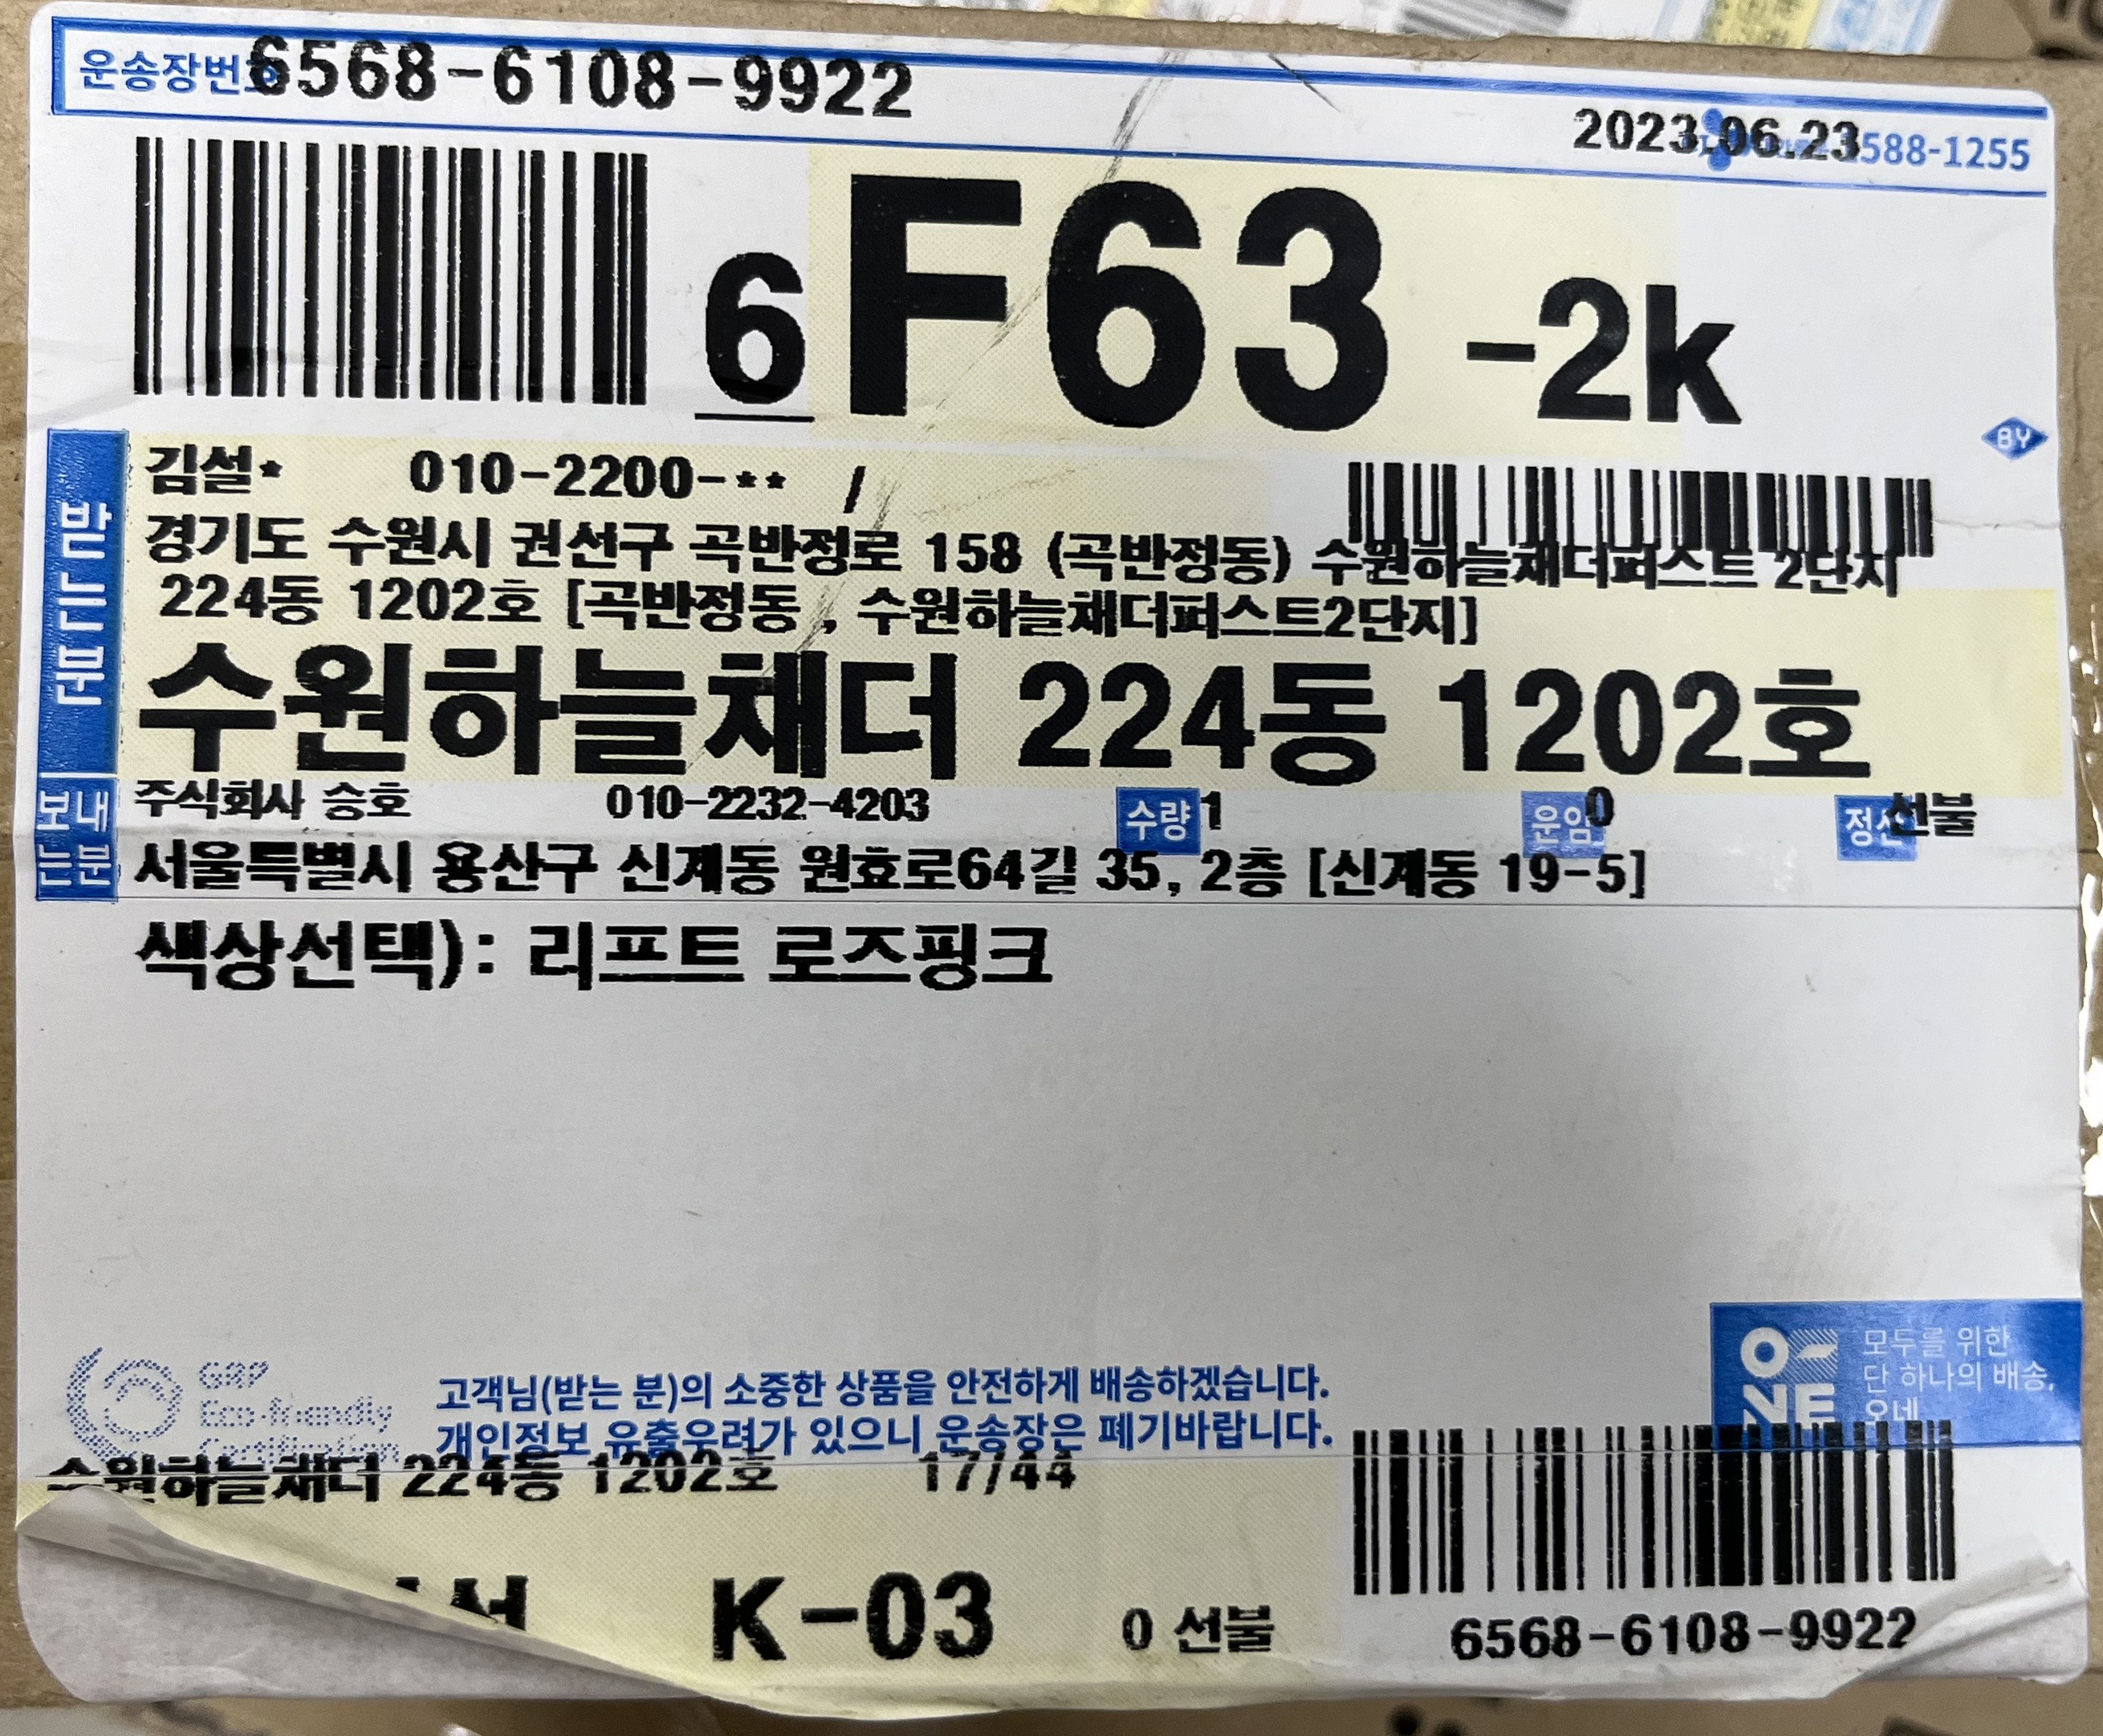 운송장번호 6568-6108-9922
2023.06.23 1588-1255
6F63-2k
BY
받는분
김설* 010-2200-** /
경기도 수원시 권선구 곡반정로 158 (곡반정동) 수원하늘채더퍼스트 2단지
224동 1202호 [곡반정동 , 수원하늘채더퍼스트2단지]
수원하늘채더 224동 1202호
보내는분
주식회사 승호 010-2232-4203 수량 1 운임 0 정산 선불
서울특별시 용산구 신계동 원효로64길 35, 2층 [신계동 19-5]
색상선택): 리프트 로즈핑크
GRP
Eco-friendly
Certification
고객님(받는 분)의 소중한 상품을 안전하게 배송하겠습니다.
개인정보 유출우려가 있으니 운송장은 폐기바랍니다.
오네
ONE
모두를 위한
단 하나의 배송,
오네
수원하늘채더 224동 1202호 17/44
K-03 0 선불
6568-6108-9922